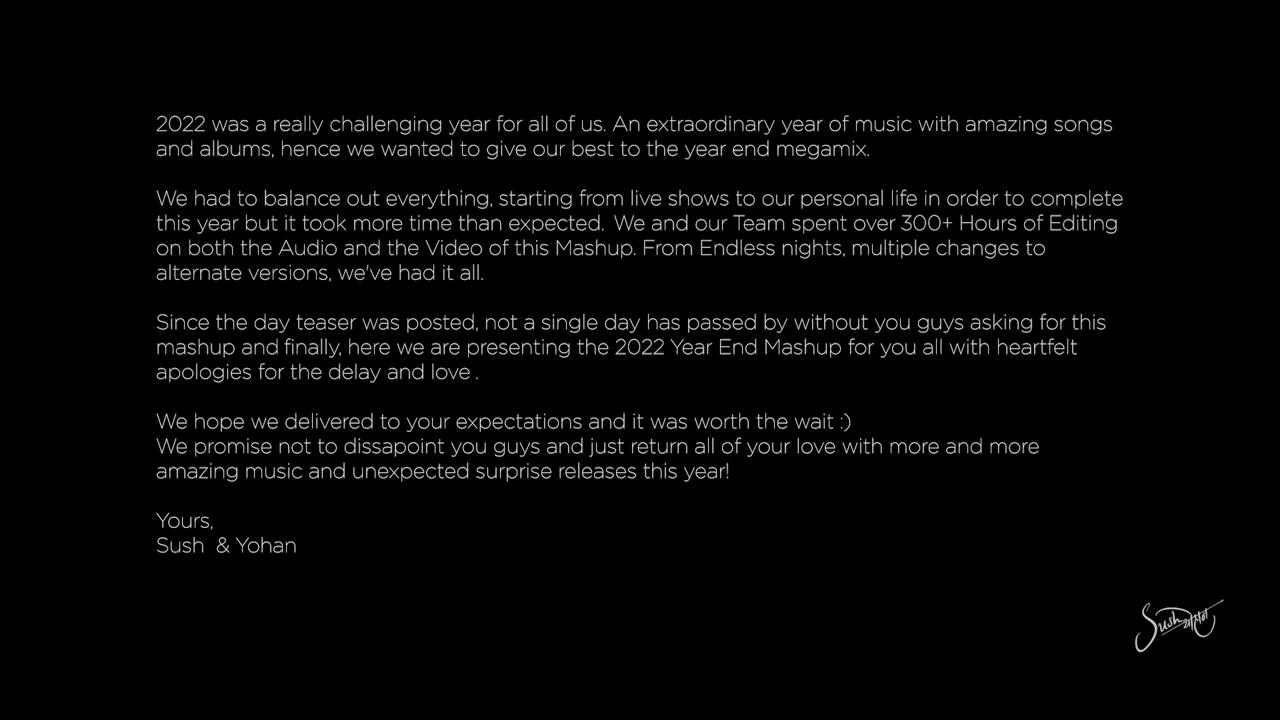 2022 was a really challenging year for all of us. An extraordinary year of music with amazing songs
and albums, hence we wanted to give our best to the year end megamix.
We had to balance out everything, starting from live shows to our personal life in order to complete
this year but it took more time than expected.  We and our Team spent over 300+ Hours of Editing
on both the Audio and the Video of this Mashup. From Endless nights, multiple changes to
alternate versions, we've had it all.
Since the day teaser was posted, not a single day has passed by without you guys asking for this
mashup and finally, here we are presenting the 2022 Year End Mashup for you all with heartfelt
apologies for the delay and love .
We hope we delivered to your expectations and it was worth the wait :)
We promise not to dissapoint you guys and just return all of your love with more and more
amazing music and unexpected surprise releases this year!
Yours,
Sush  & Yohan
Sush